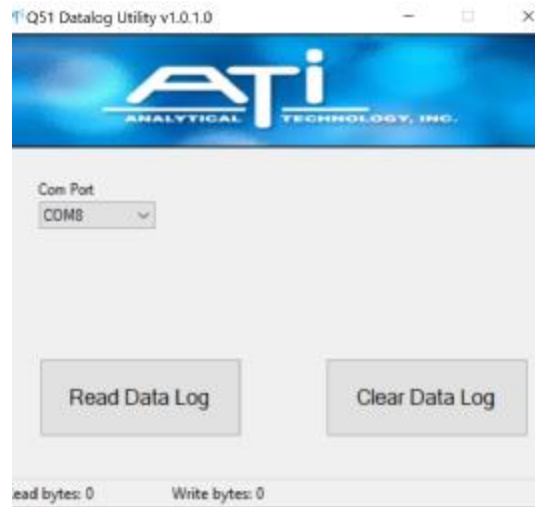 Q51 Datalog Utility v1.0.1.0
ATi
ANALYTICAL TECHNOLOGY, INC.
Com Port
COM8
Read Data Log Clear Data Log
ead bytes: 0 Write bytes: 0